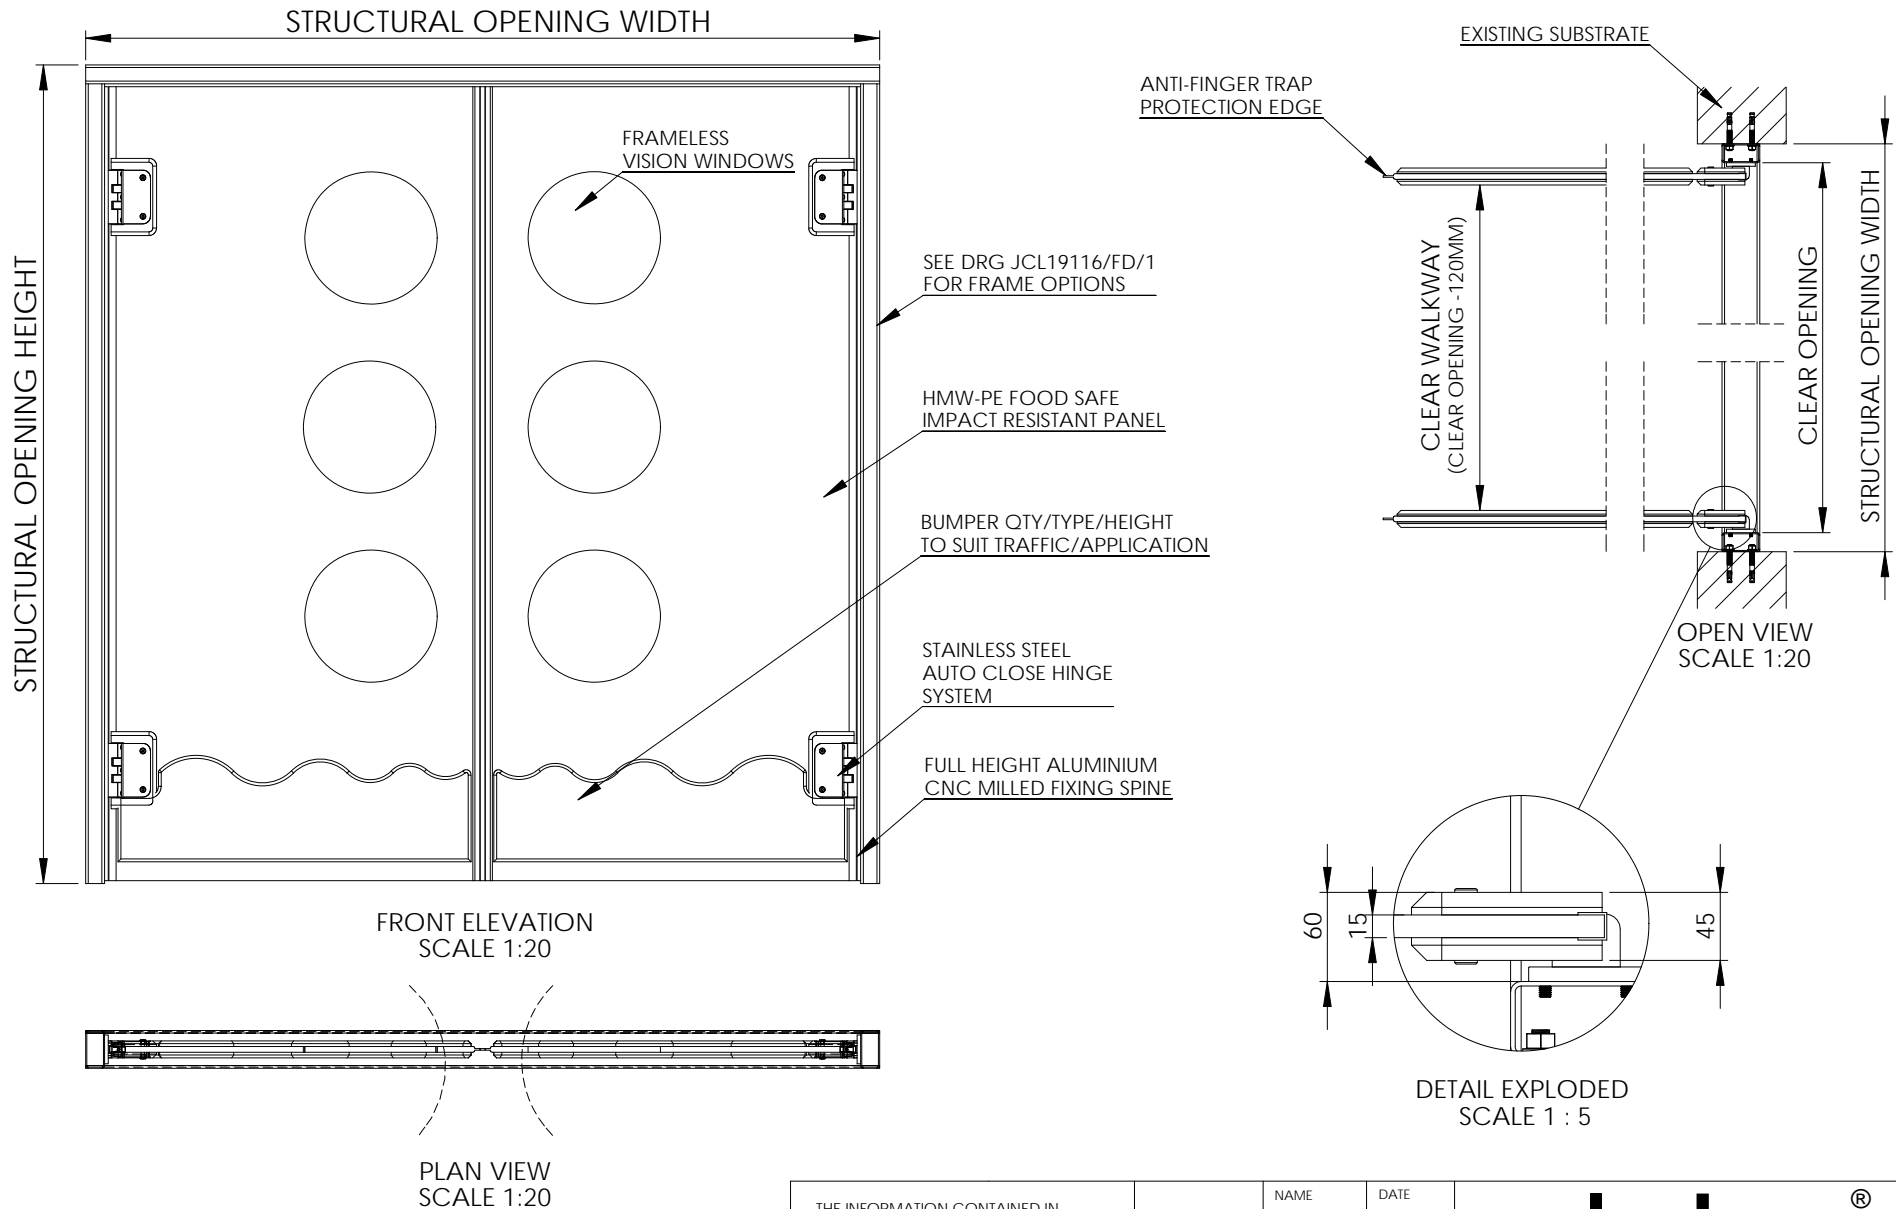 STRUCTURAL OPENING WIDTH
STRUCTURAL OPENING HEIGHT
FRAMELESS
VISION WINDOWS
SEE DRG JCL19116/FD/1
FOR FRAME OPTIONS
HMW-PE FOOD SAFE
IMPACT RESISTANT PANEL
BUMPER QTY/TYPE/HEIGHT
TO SUIT TRAFFIC/APPLICATION
STAINLESS STEEL
AUTO CLOSE HINGE
SYSTEM
FULL HEIGHT ALUMINIUM
CNC MILLED FIXING SPINE
FRONT ELEVATION
SCALE 1:20
PLAN VIEW
SCALE 1:20
EXISTING SUBSTRATE
ANTI-FINGER TRAP
PROTECTION EDGE
CLEAR WALKWAY
(CLEAR OPENING -120MM)
CLEAR OPENING
STRUCTURAL OPENING WIDTH
OPEN VIEW
SCALE 1:20
60
15
45
DETAIL EXPLODED
SCALE 1 : 5
THE INFORMATION CONTAINED IN
NAME
DATE
®